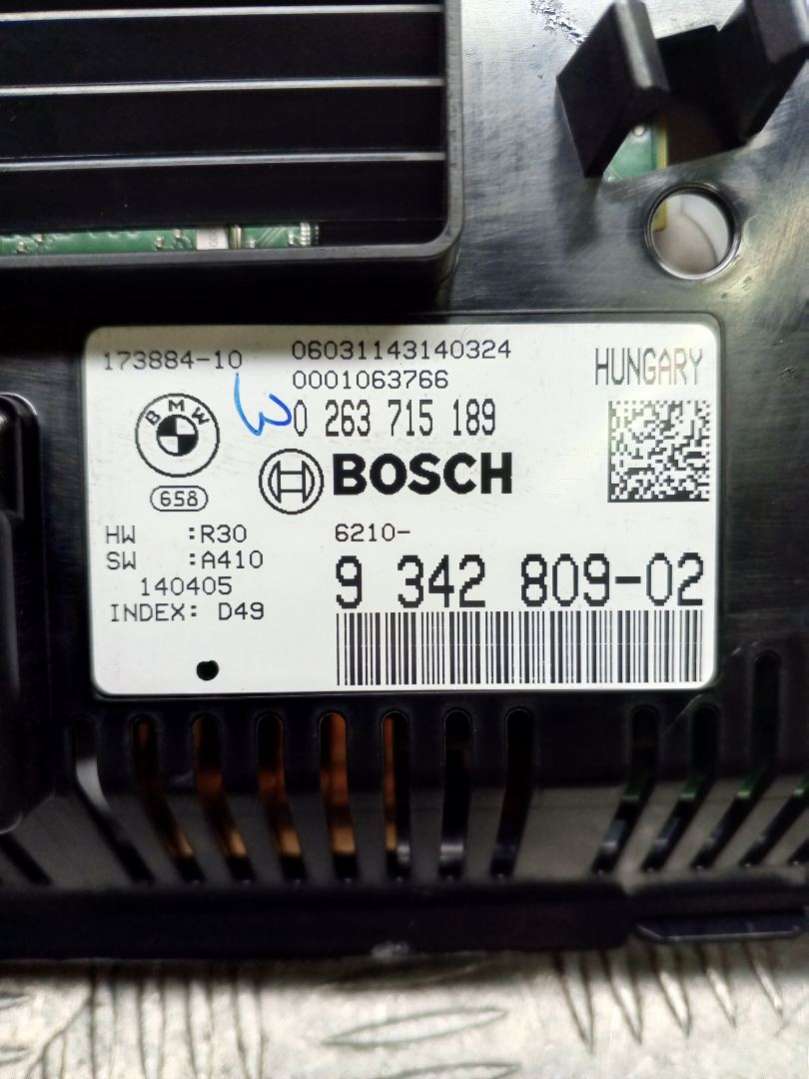 173884-10
06031143140324
0001063766
HUNGARY
BMW
0 263 715 189
658
BOSCH
HW :R30
6210-
SW :A410
9 342 809-02
140405
INDEX: D49